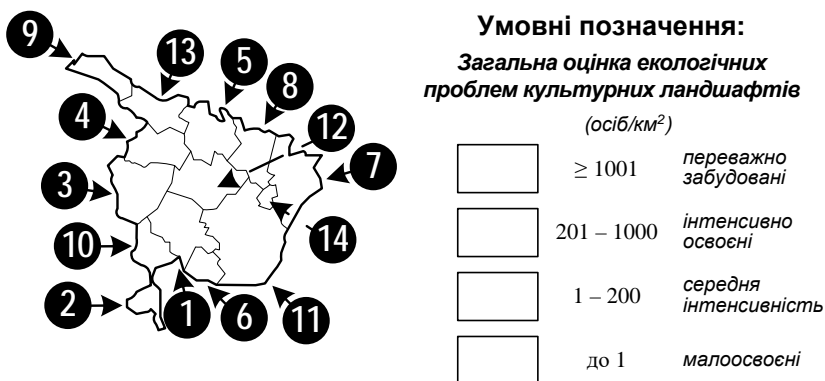 9
13
5
8
4
12
7
3
14
10
2
1
6
11
Умовні позначення:
Загальна оцінка екологічних
проблем культурних ландшафтів
(осіб/км²)
≥ 1001
переважно
забудовані
201 – 1000
інтенсивно
освоєні
1 – 200
середня
інтенсивність
до 1
малоосвоєні